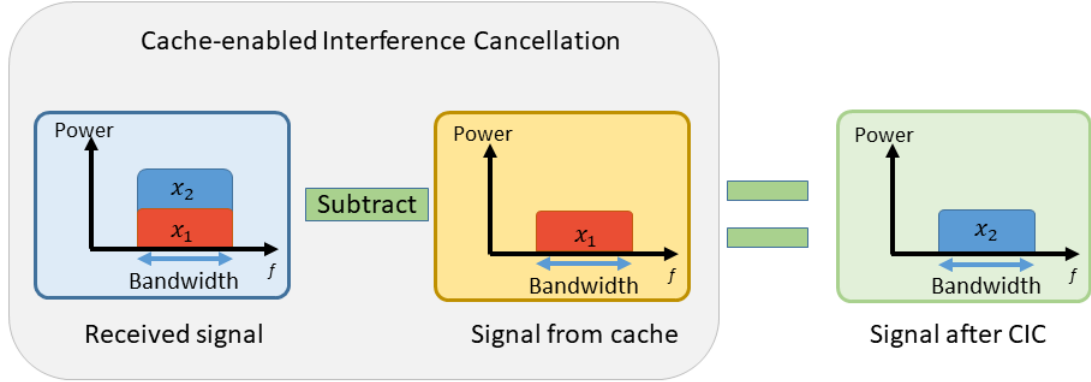 Cache-enabled Interference Cancellation
Power
x₂
x₁
f
Bandwidth
Received signal
Subtract
Power
x₁
f
Bandwidth
Signal from cache
Power
x₂
f
Bandwidth
Signal after CIC